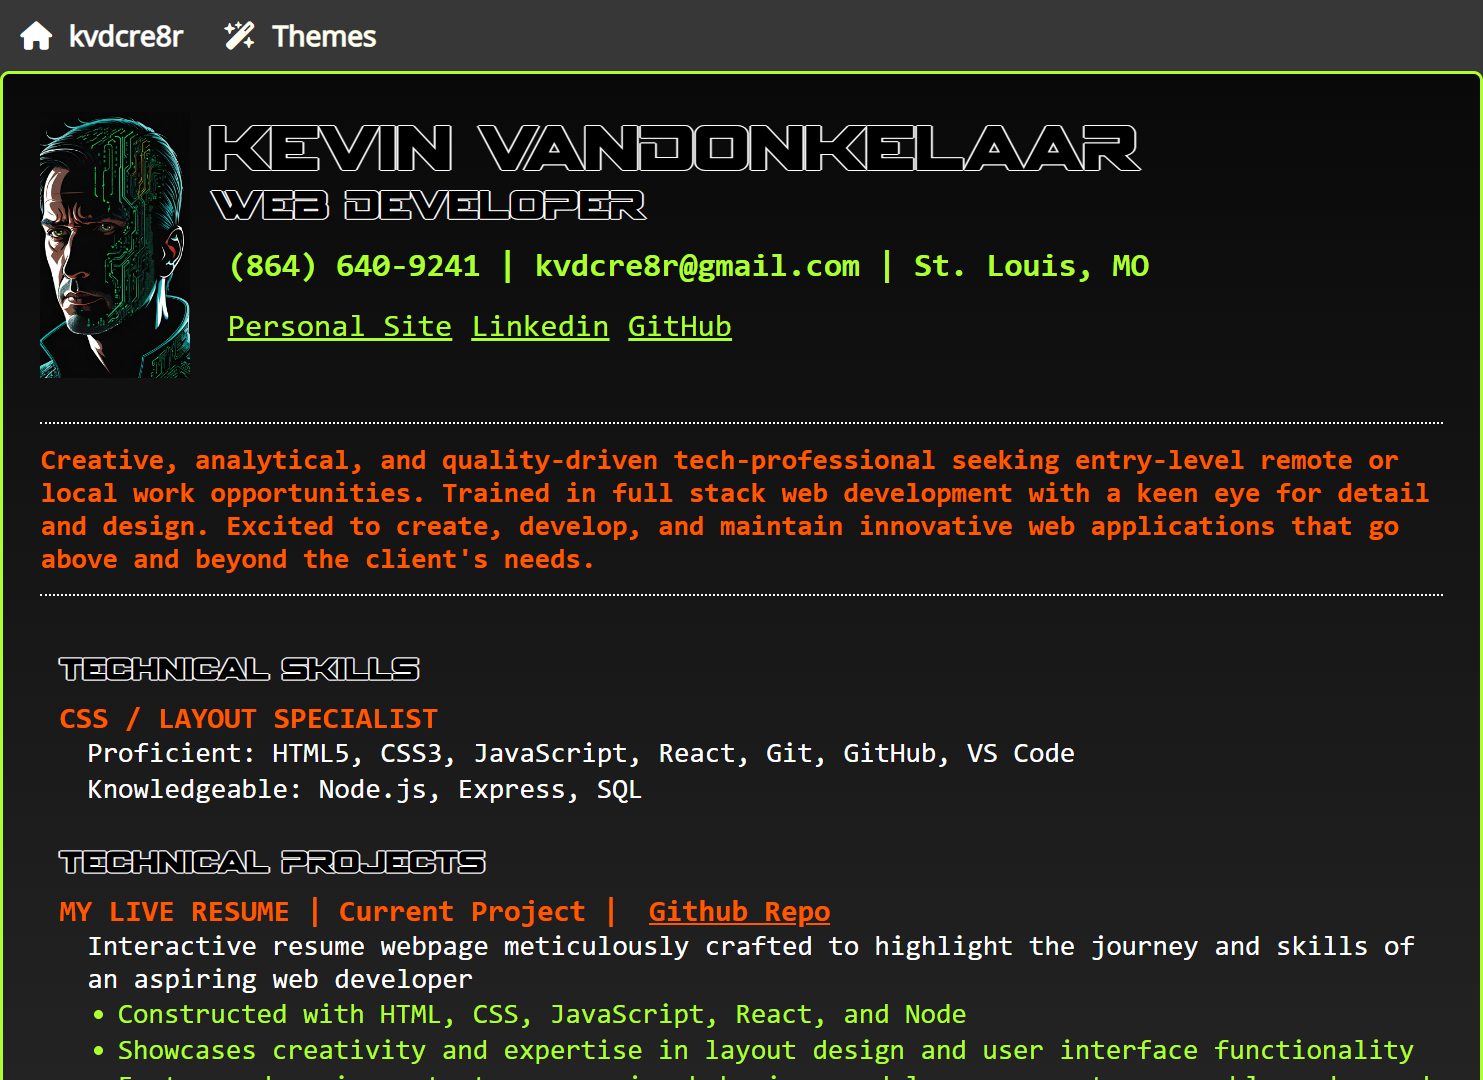 kvdcre8r Themes
KEVIN VANDONKELAAR
WEB DEVELOPER
(864) 640-9241 | kvdcre8r@gmail.com | St. Louis, MO
Personal Site Linkedin GitHub
Creative, analytical, and quality-driven tech-professional seeking entry-level remote or
local work opportunities. Trained in full stack web development with a keen eye for detail
and design. Excited to create, develop, and maintain innovative web applications that go
above and beyond the client's needs.
TECHNICAL SKILLS
CSS / LAYOUT SPECIALIST
Proficient: HTML5, CSS3, JavaScript, React, Git, GitHub, VS Code
Knowledgeable: Node.js, Express, SQL
TECHNICAL PROJECTS
MY LIVE RESUME | Current Project | Github Repo
Interactive resume webpage meticulously crafted to highlight the journey and skills of
an aspiring web developer
• Constructed with HTML, CSS, JavaScript, React, and Node
• Showcases creativity and expertise in layout design and user interface functionality